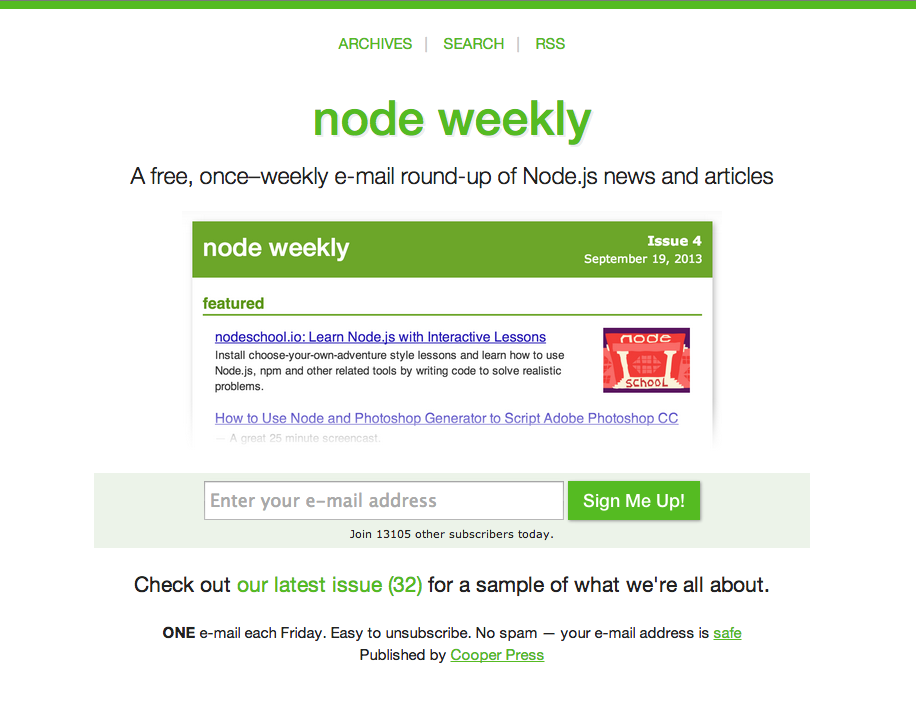 ARCHIVES | SEARCH | RSS
node weekly
A free, once–weekly e-mail round-up of Node.js news and articles
node weekly
Issue 4
September 19, 2013
featured
nodeschool.io: Learn Node.js with Interactive Lessons
Install choose-your-own-adventure style lessons and learn how to use
Node.js, npm and other related tools by writing code to solve realistic
problems.
node
SCHOOL
How to Use Node and Photoshop Generator to Script Adobe Photoshop CC
— A great 25 minute screencast.
Enter your e-mail address
Sign Me Up!
Join 13105 other subscribers today.
Check out our latest issue (32) for a sample of what we're all about.
ONE e-mail each Friday. Easy to unsubscribe. No spam — your e-mail address is safe
Published by Cooper Press